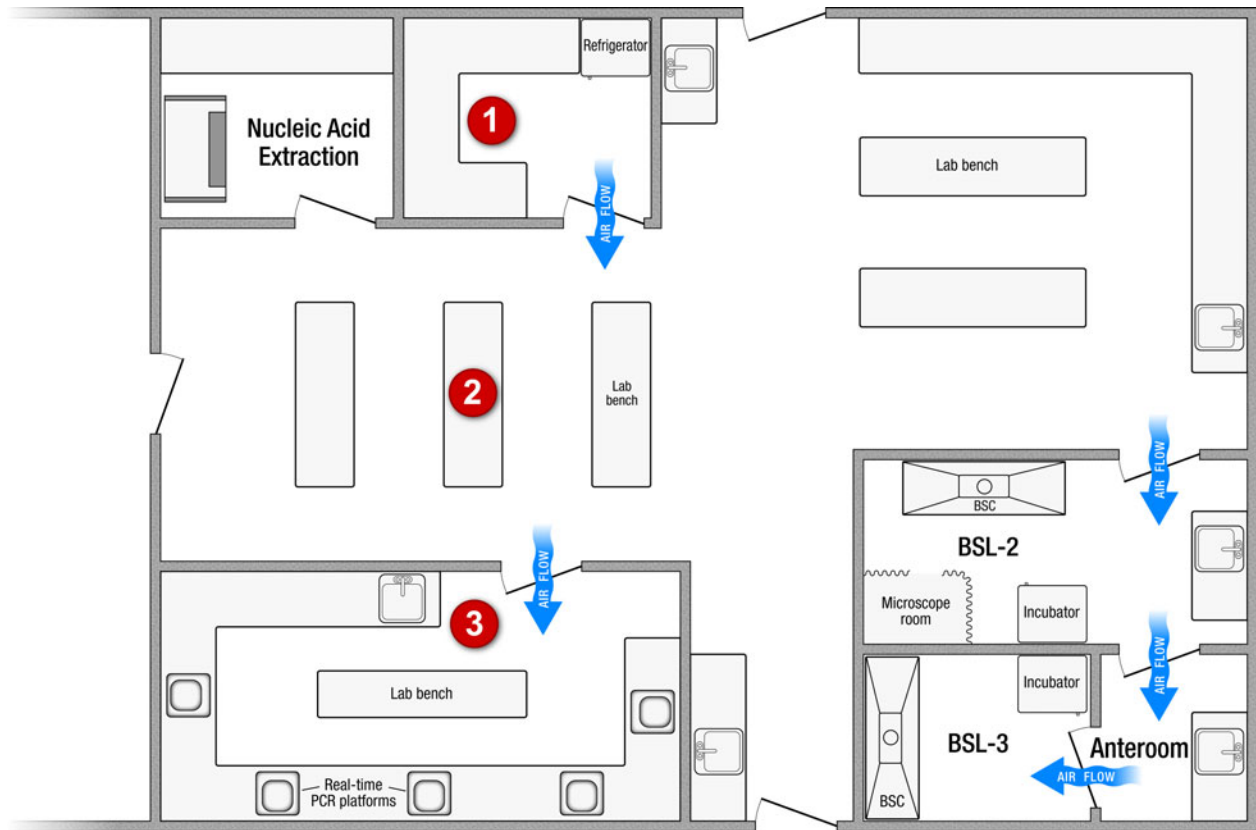 Refrigerator
1
Nucleic Acid
Extraction
AIR FLOW
Lab bench
2
Lab
bench
AIR FLOW
BSC
BSL-2
AIR FLOW
3
Microscope
room
Incubator
AIR FLOW
Lab bench
Incubator
BSL-3
Anteroom
AIR FLOW
Real-time
PCR platforms
BSC